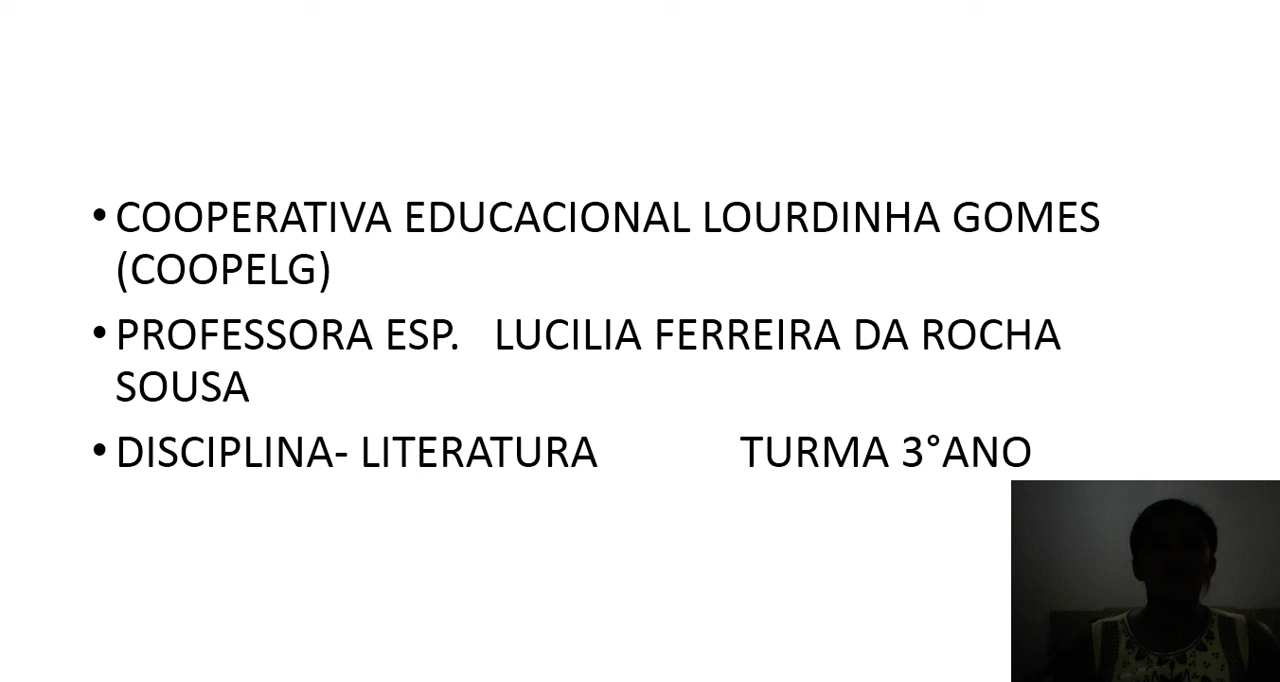 • COOPERATIVA EDUCACIONAL LOURDINHA GOMES
(COOPELG)
• PROFESSORA ESP. LUCILIA FERREIRA DA ROCHA
SOUSA
• DISCIPLINA- LITERATURA TURMA 3°ANO